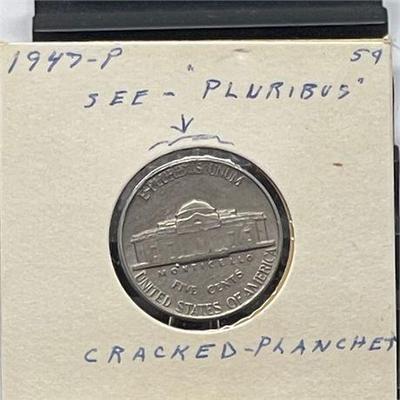 1947-P 59
SEE - "PLURIBUS"
E PLURIBUS UNUM
MONTICELLO
FIVE CENTS
UNITED STATES OF AMERICA
CRACKED-PLANCHET